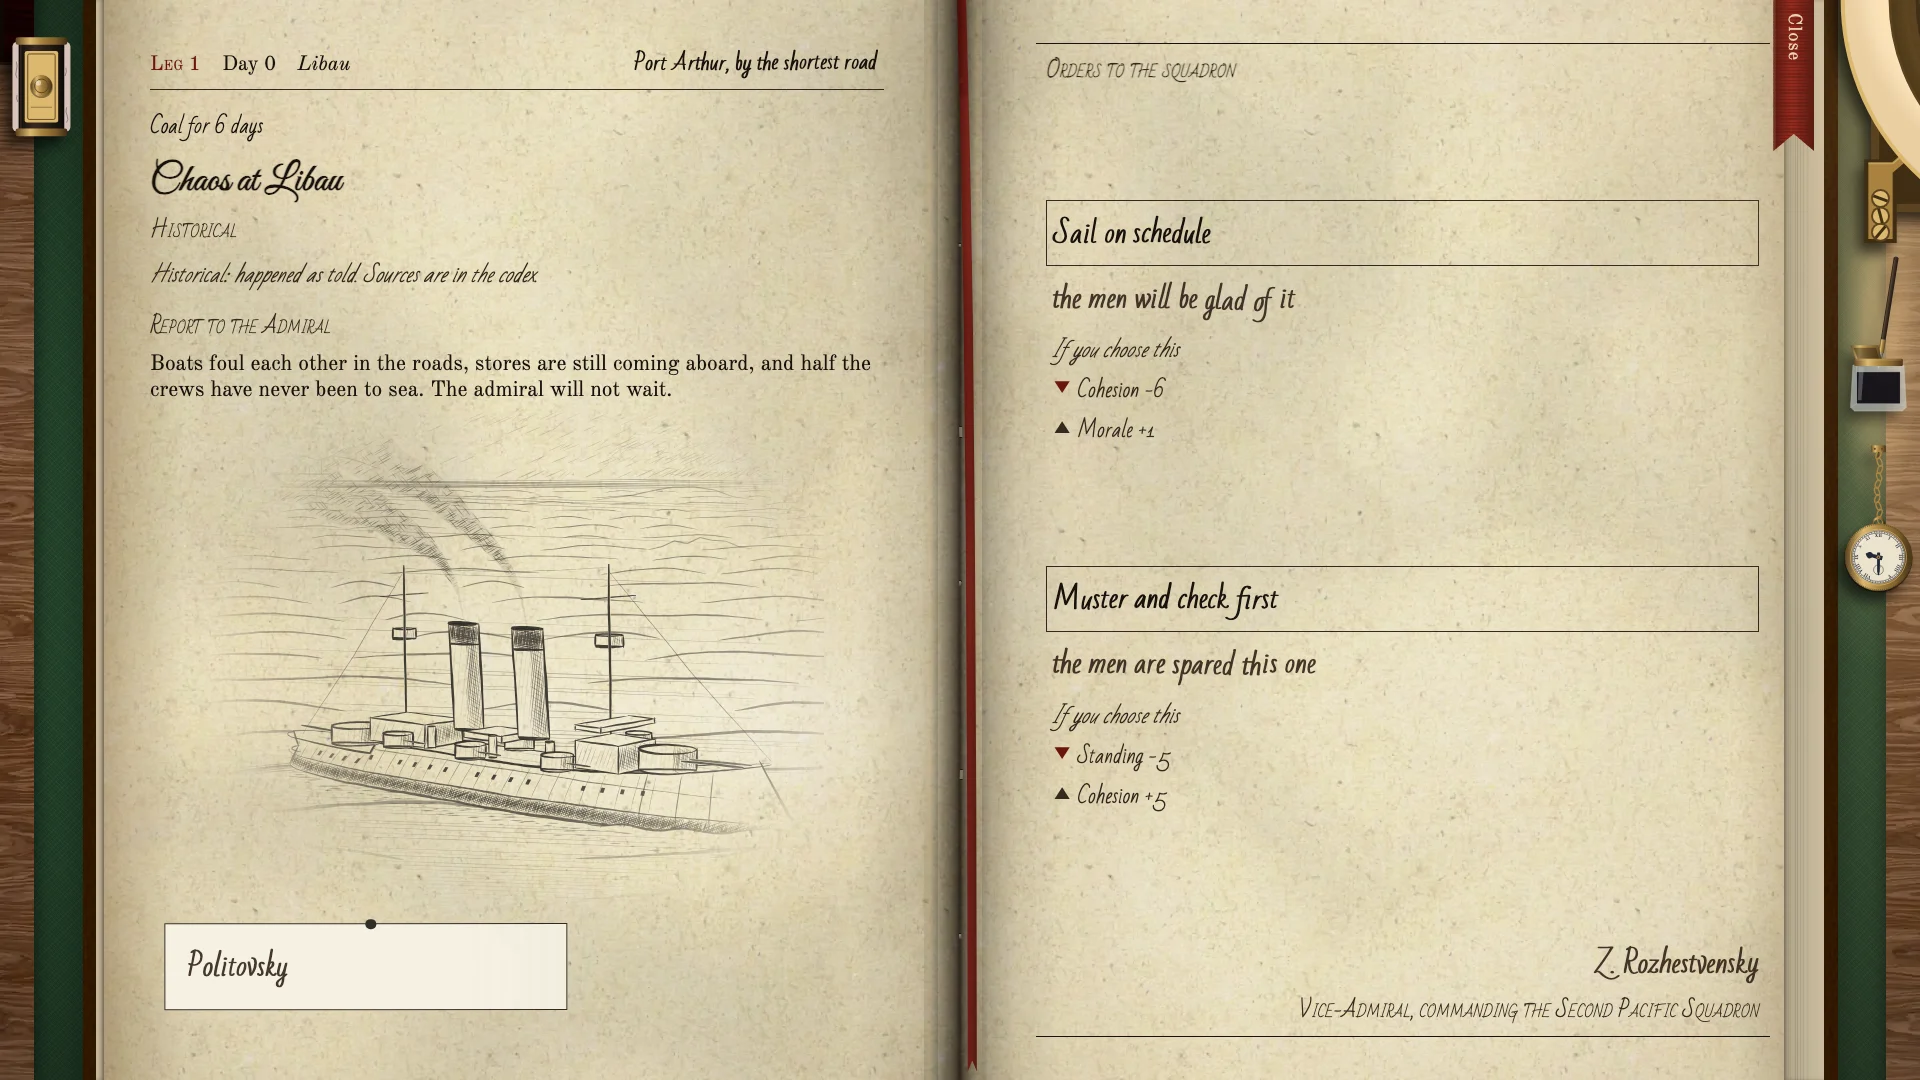 Leg 1 Day 0 Libau Port Arthur, by the shortest road
Coal for 6 days
Chaos at Libau
Historical
Historical: happened as told. Sources are in the codex
Report to the Admiral
Boats foul each other in the roads, stores are still coming aboard, and half the
crews have never been to sea. The admiral will not wait.
Politovsky
Close
Orders to the squadron
Sail on schedule
the men will be glad of it
If you choose this
▼ Cohesion -6
▲ Morale +1
Muster and check first
the men are spared this one
If you choose this
▼ Standing -5
▲ Cohesion +5
Z. Rozhestvensky
Vice-Admiral, commanding the Second Pacific Squadron